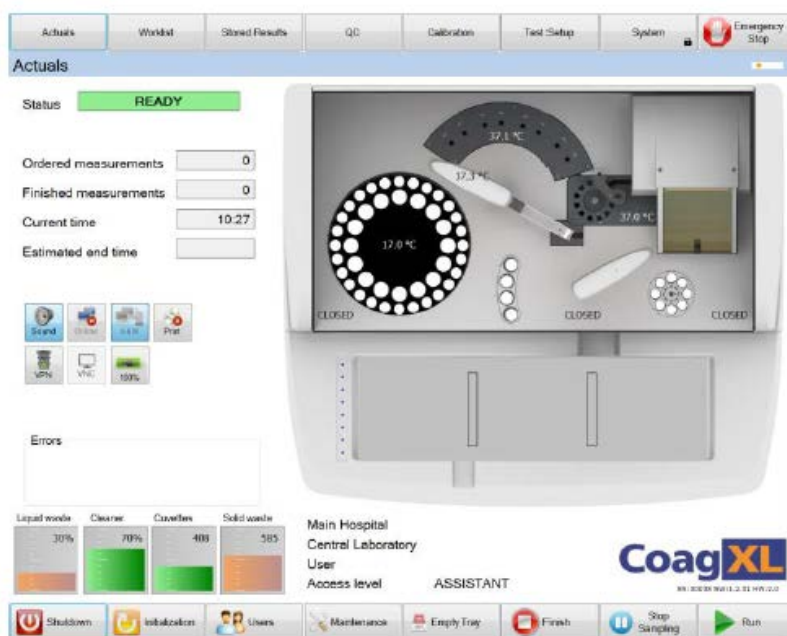 Actuals
Worklist
Stored Results
QC
Calibration
Test Setup
System
Emergency
Stop
Actuals
Status
READY
Ordered measurements 0
Finished measurements 0
Current time 10:27
Estimated end time
Sound
Online
Print
VPN
VNC
100%
37.1 °C
37.3 °C
37.0 °C
17.0 °C
CLOSED
CLOSED
CLOSED
Errors
Liquid waste
Cleaner
Cuvettes
Solid waste
30%
70%
408
585
Main Hospital
Central Laboratory
User
Access level ASSISTANT
CoagXL
Shutdown
Initialization
Users
Maintenance
Empty Tray
Finish
Stop
Sampling
Run